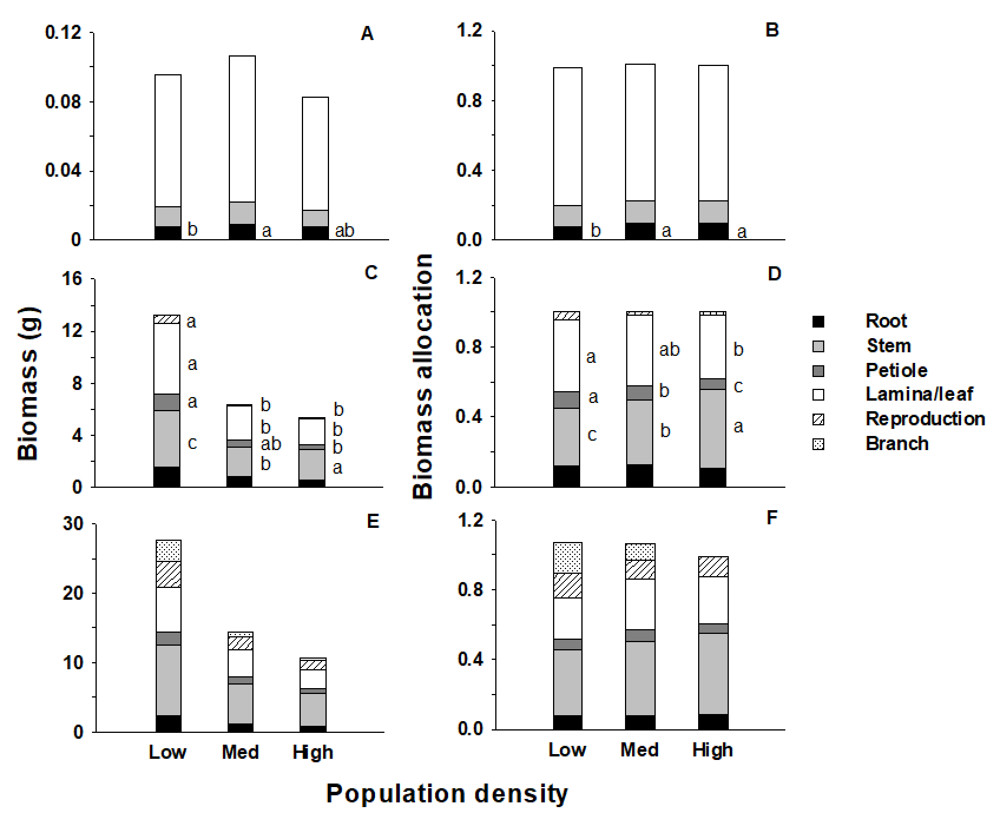 A
0.12
0.08
0.04
0
b
a
ab
B
1.2
0.8
0.4
0.0
b
a
a
Biomass (g)
C
16
12
8
4
0
a
a
a
c
b
b
ab
b
b
b
b
a
Biomass allocation
D
1.2
0.8
0.4
0.0
a
a
c
ab
b
b
b
c
a
Root
Stem
Petiole
Lamina/leaf
Reproduction
Branch
E
30
20
10
0
Low Med High
F
1.2
0.8
0.4
0.0
Low Med High
Population density